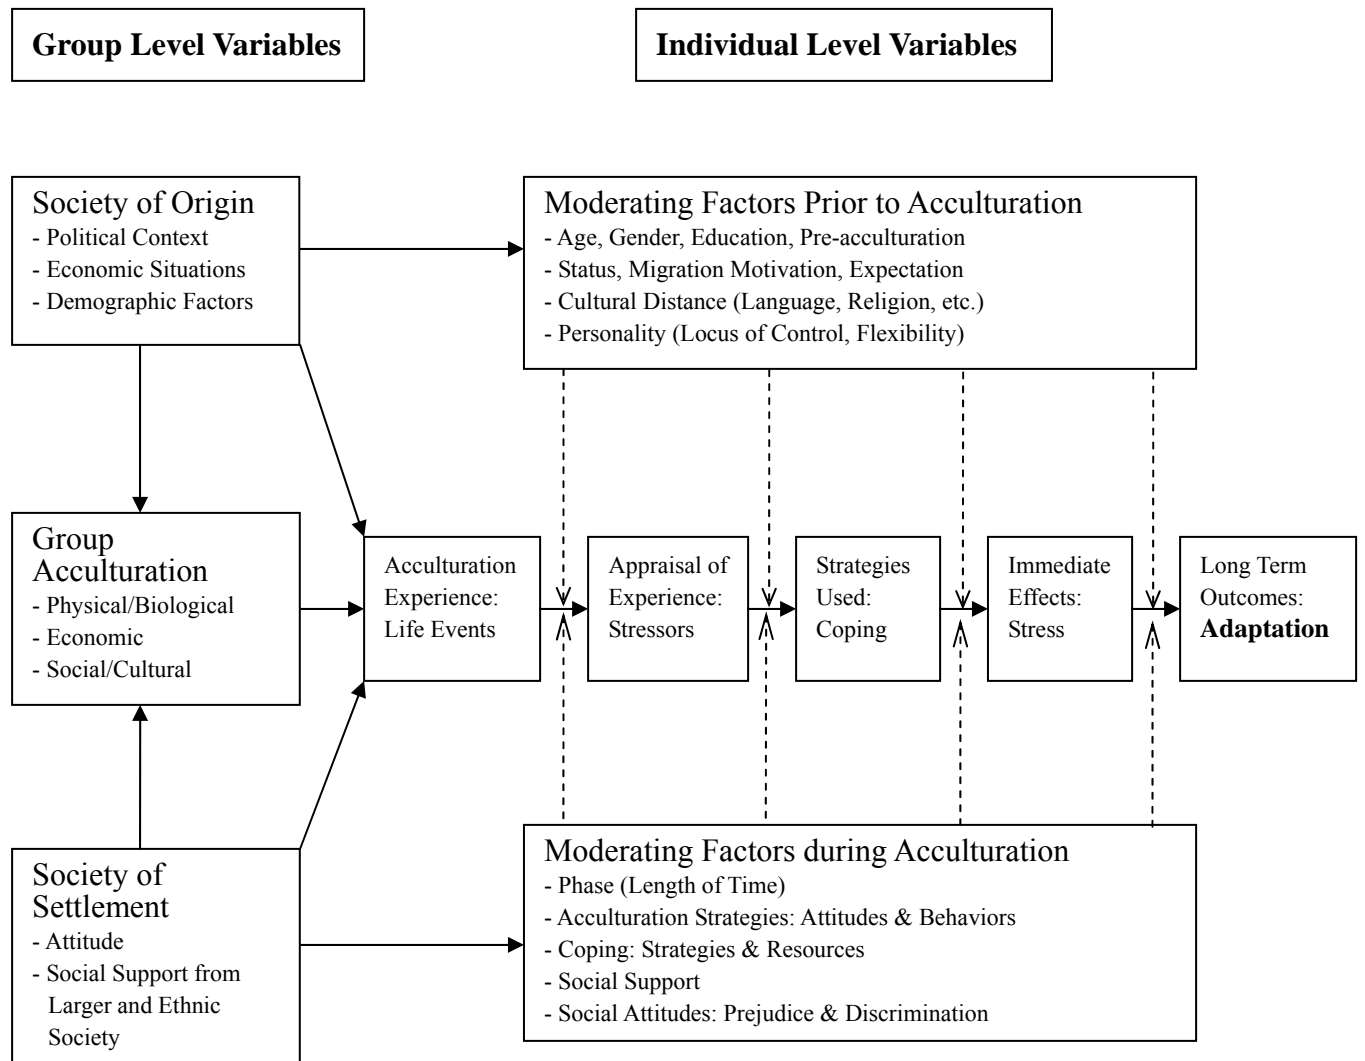 Group Level Variables
Individual Level Variables
Society of Origin
- Political Context
- Economic Situations
- Demographic Factors
Moderating Factors Prior to Acculturation
- Age, Gender, Education, Pre-acculturation
- Status, Migration Motivation, Expectation
- Cultural Distance (Language, Religion, etc.)
- Personality (Locus of Control, Flexibility)
Group
Acculturation
- Physical/Biological
- Economic
- Social/Cultural
Acculturation
Experience:
Life Events
Appraisal of
Experience:
Stressors
Strategies
Used:
Coping
Immediate
Effects:
Stress
Long Term
Outcomes:
Adaptation
Society of
Settlement
- Attitude
- Social Support from
Larger and Ethnic
Society
Moderating Factors during Acculturation
- Phase (Length of Time)
- Acculturation Strategies: Attitudes & Behaviors
- Coping: Strategies & Resources
- Social Support
- Social Attitudes: Prejudice & Discrimination